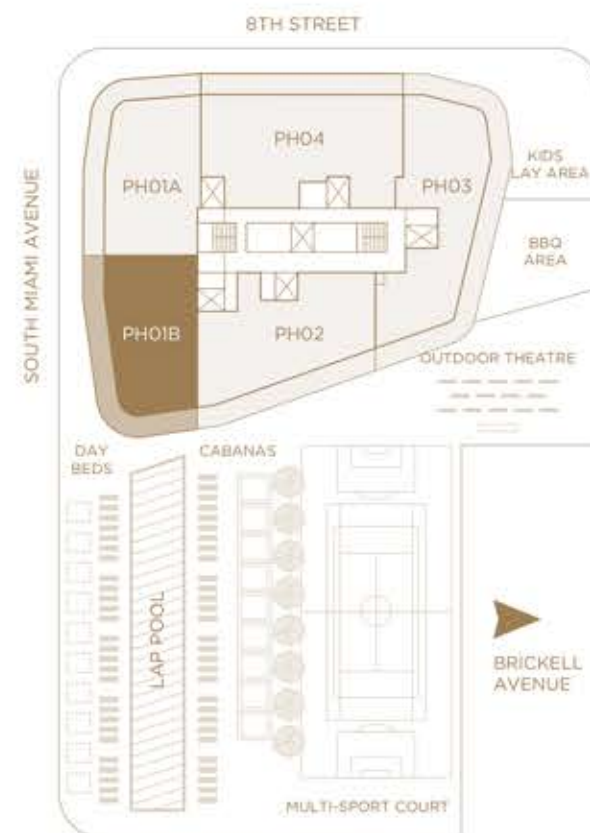 8TH STREET
SOUTH MIAMI AVENUE
PH04
PH01A
PH03
KIDS
LAY AREA
BBQ
AREA
PH01B
PH02
OUTDOOR THEATRE
DAY
BEDS
CABANAS
LAP POOL
BRICKELL
AVENUE
MULTI-SPORT COURT